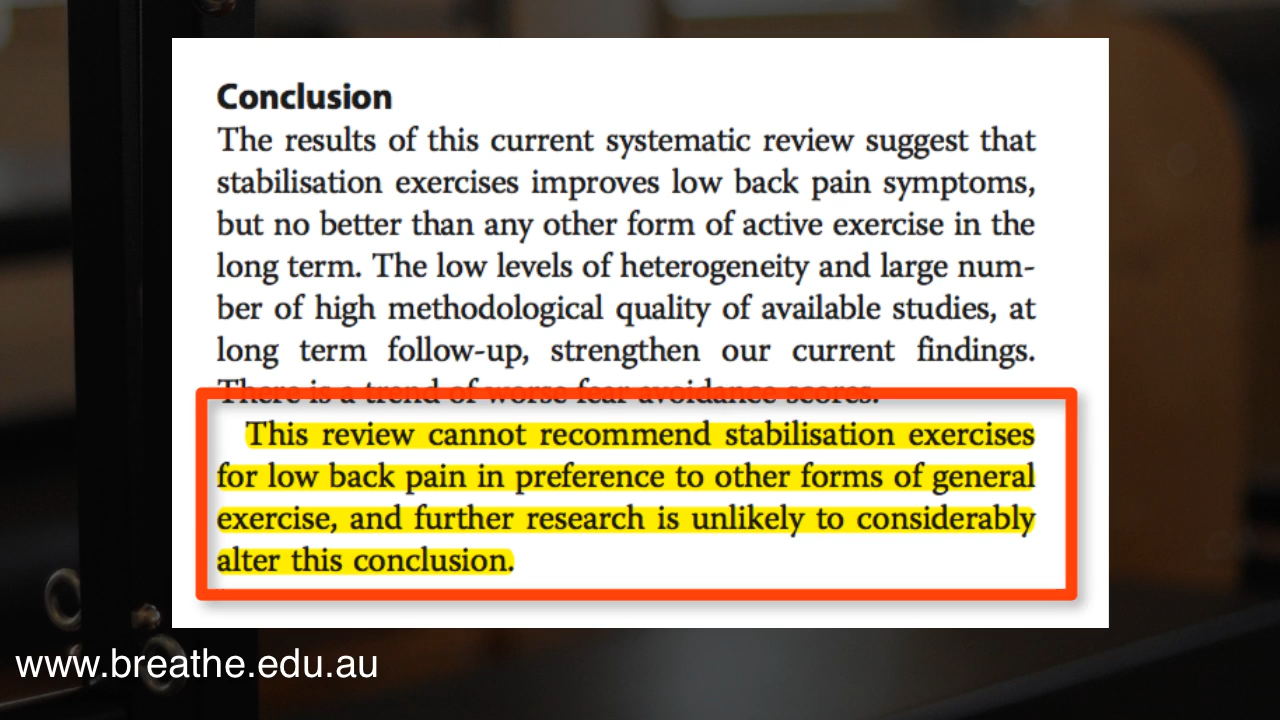 Conclusion
The results of this current systematic review suggest that
stabilisation exercises improves low back pain symptoms,
but no better than any other form of active exercise in the
long term. The low levels of heterogeneity and large num-
ber of high methodological quality of available studies, at
long term follow-up, strengthen our current findings.
There is a trend of worse fear avoidance scores.
This review cannot recommend stabilisation exercises
for low back pain in preference to other forms of general
exercise, and further research is unlikely to considerably
alter this conclusion.
www.breathe.edu.au